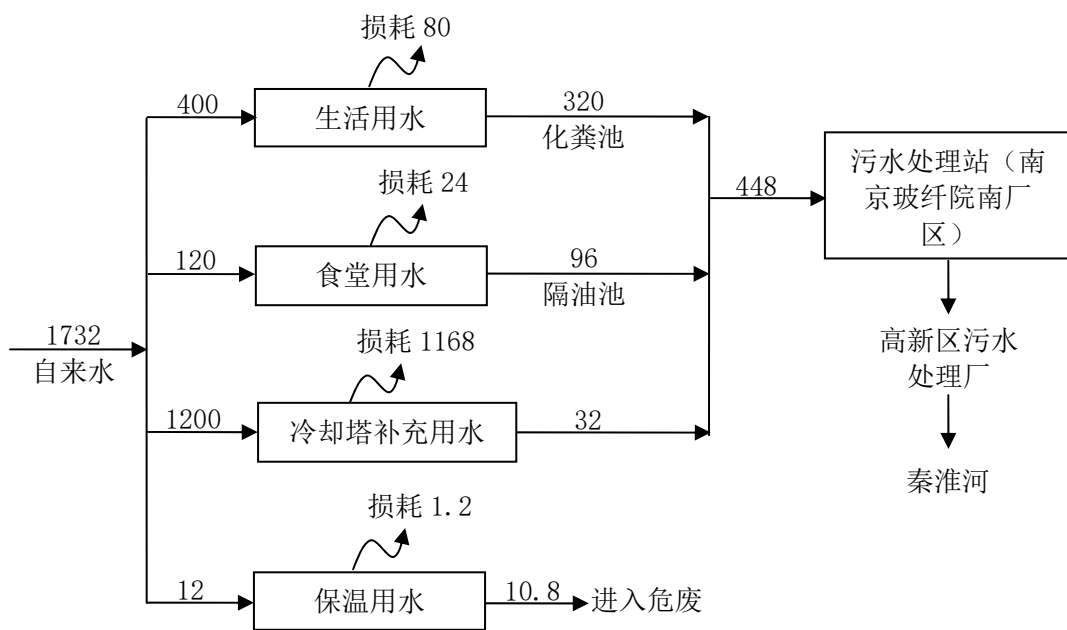 损耗 80
400
生活用水
320
化粪池
损耗 24
120
食堂用水
96
隔油池
448
污水处理站（南
京玻纤院南厂
区）
1732
自来水
损耗 1168
1200
冷却塔补充用水
32
高新区污水
处理厂
秦淮河
损耗 1.2
12
保温用水
10.8
进入危废